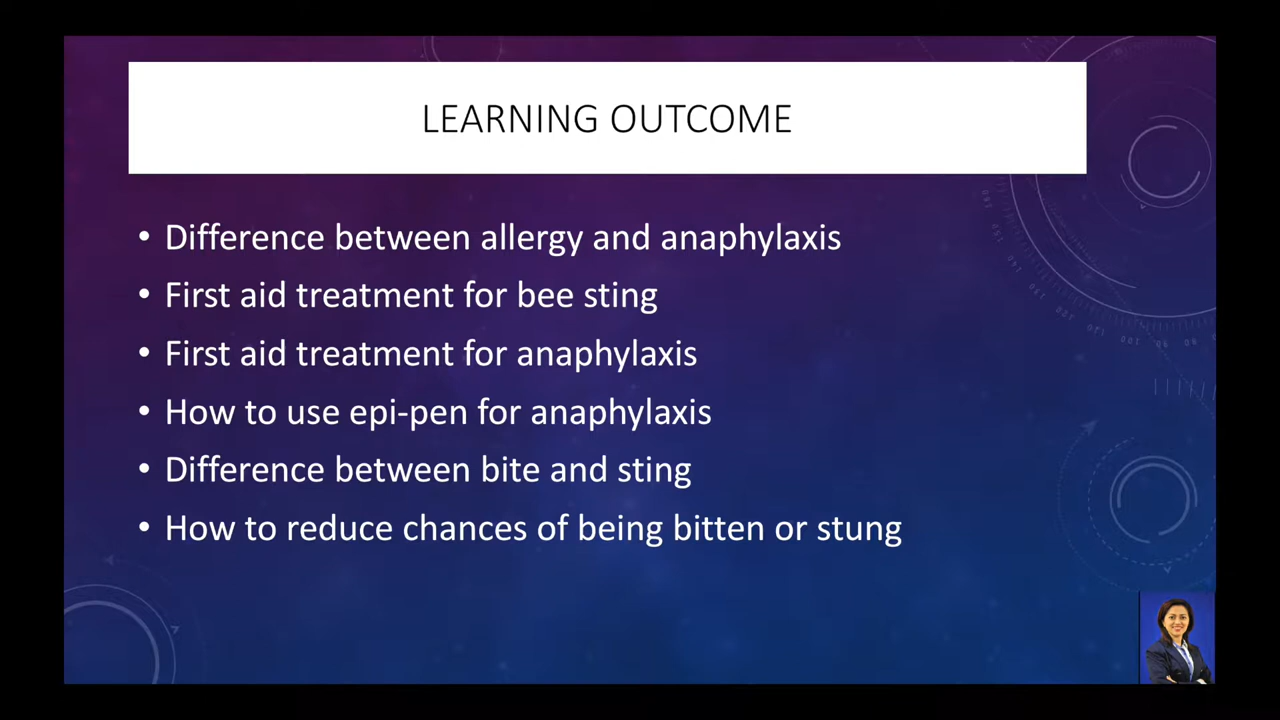 LEARNING OUTCOME
• Difference between allergy and anaphylaxis
• First aid treatment for bee sting
• First aid treatment for anaphylaxis
• How to use epi-pen for anaphylaxis
• Difference between bite and sting
• How to reduce chances of being bitten or stung